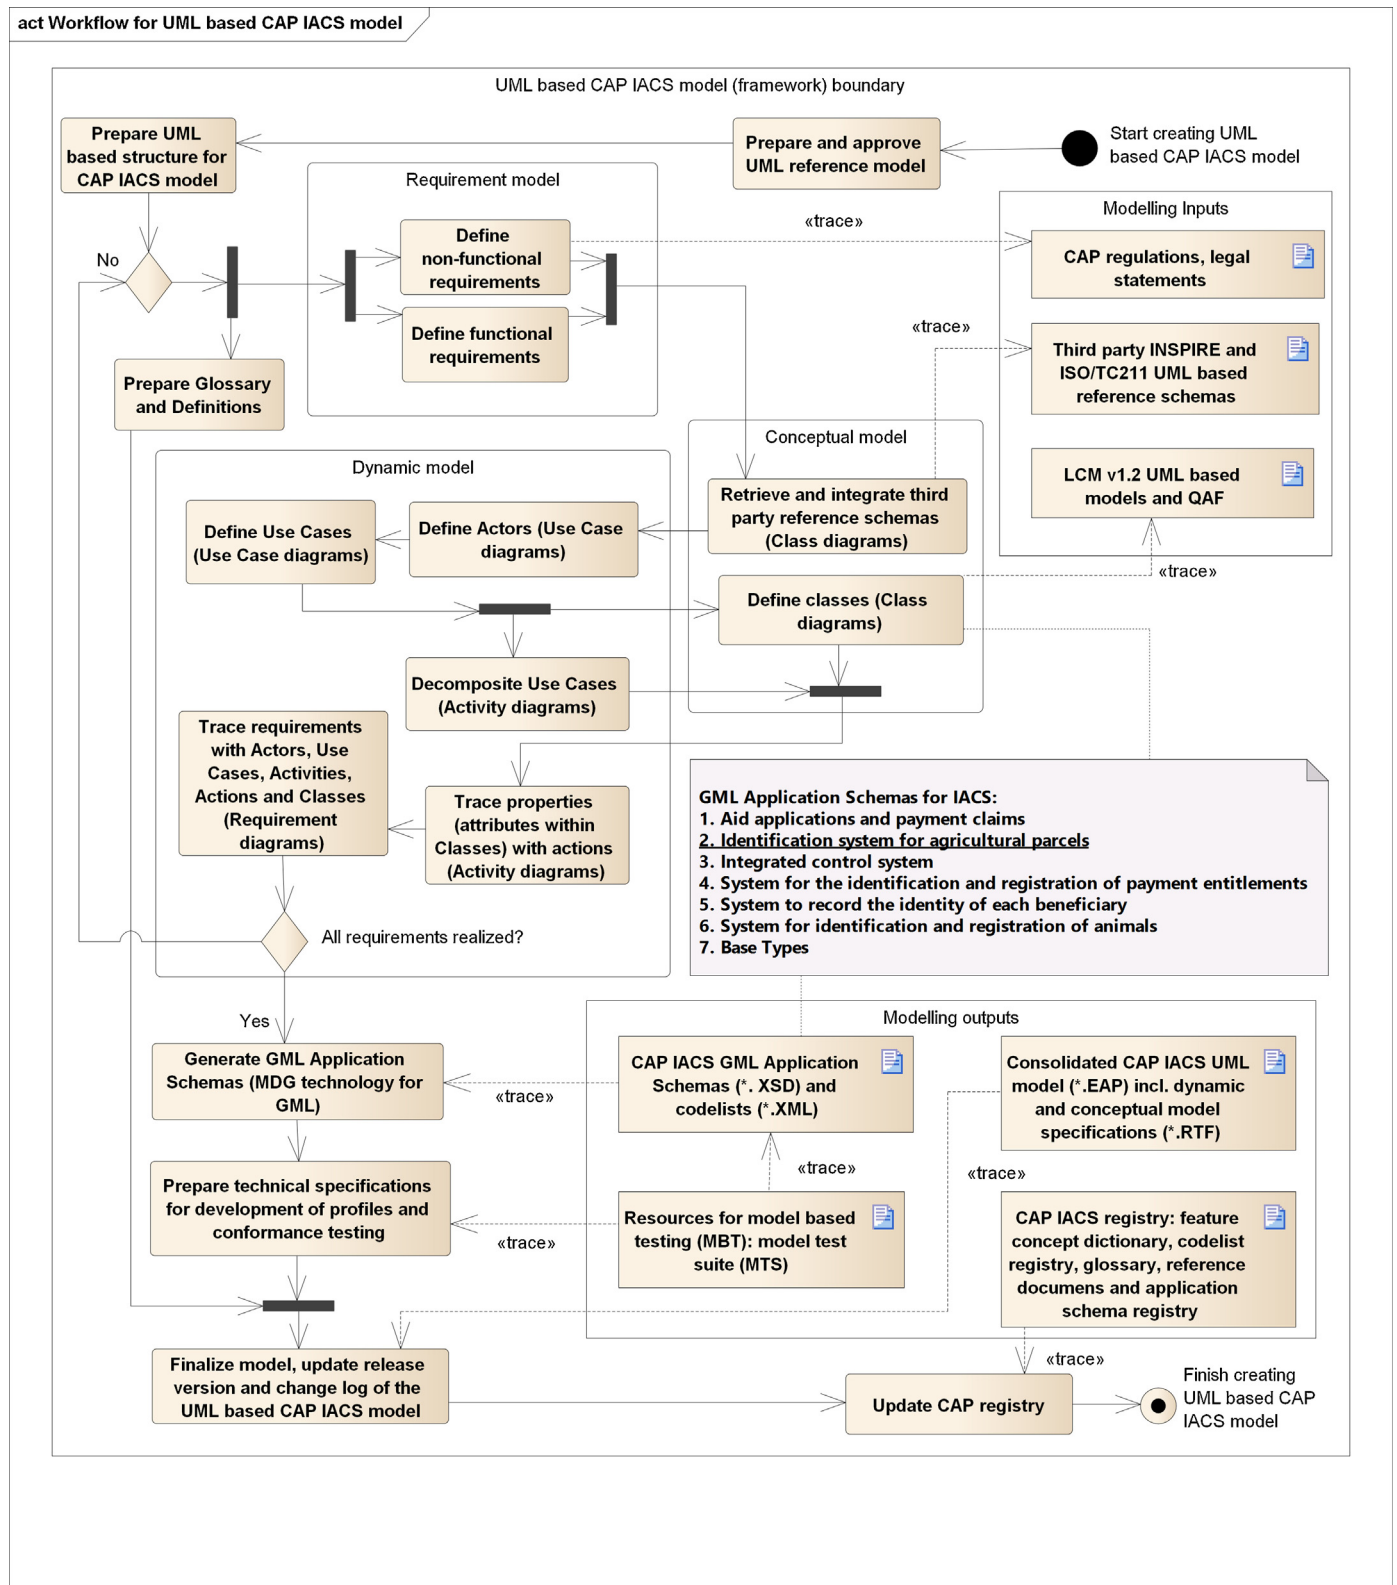 act Workflow for UML based CAP IACS model
UML based CAP IACS model (framework) boundary
Prepare UML
based structure for
CAP IACS model
Prepare and approve
UML reference model
Start creating UML
based CAP IACS model
Requirement model
Define
non-functional
requirements
Define functional
requirements
«trace»
Modelling Inputs
CAP regulations, legal
statements
No
«trace»
Third party INSPIRE and
ISO/TC211 UML based
reference schemas
Prepare Glossary
and Definitions
LCM v1.2 UML based
models and QAF
«trace»
Conceptual model
Retrieve and integrate third
party reference schemas
(Class diagrams)
Define classes (Class
diagrams)
Dynamic model
Define Use Cases
(Use Case diagrams)
Define Actors (Use Case
diagrams)
Decomposite Use Cases
(Activity diagrams)
Trace requirements
with Actors, Use
Cases, Activities,
Actions and Classes
(Requirement
diagrams)
Trace properties
(attributes within
Classes) with actions
(Activity diagrams)
All requirements realized?
GML Application Schemas for IACS:
1. Aid applications and payment claims
2. Identification system for agricultural parcels
3. Integrated control system
4. System for the identification and registration of payment entitlements
5. System to record the identity of each beneficiary
6. System for identification and registration of animals
7. Base Types
Yes
Generate GML Application
Schemas (MDG technology for
GML)
«trace»
Modelling outputs
CAP IACS GML Application
Schemas (*. XSD) and
codelists (*.XML)
Consolidated CAP IACS UML
model (*.EAP) incl. dynamic
and conceptual model
specifications (*.RTF)
«trace»
«trace»
Prepare technical specifications
for development of profiles and
conformance testing
«trace»
Resources for model based
testing (MBT): model test
suite (MTS)
CAP IACS registry: feature
concept dictionary, codelist
registry, glossary, reference
documens and application
schema registry
«trace»
Finalize model, update release
version and change log of the
UML based CAP IACS model
Update CAP registry
Finish creating
UML based CAP
IACS model